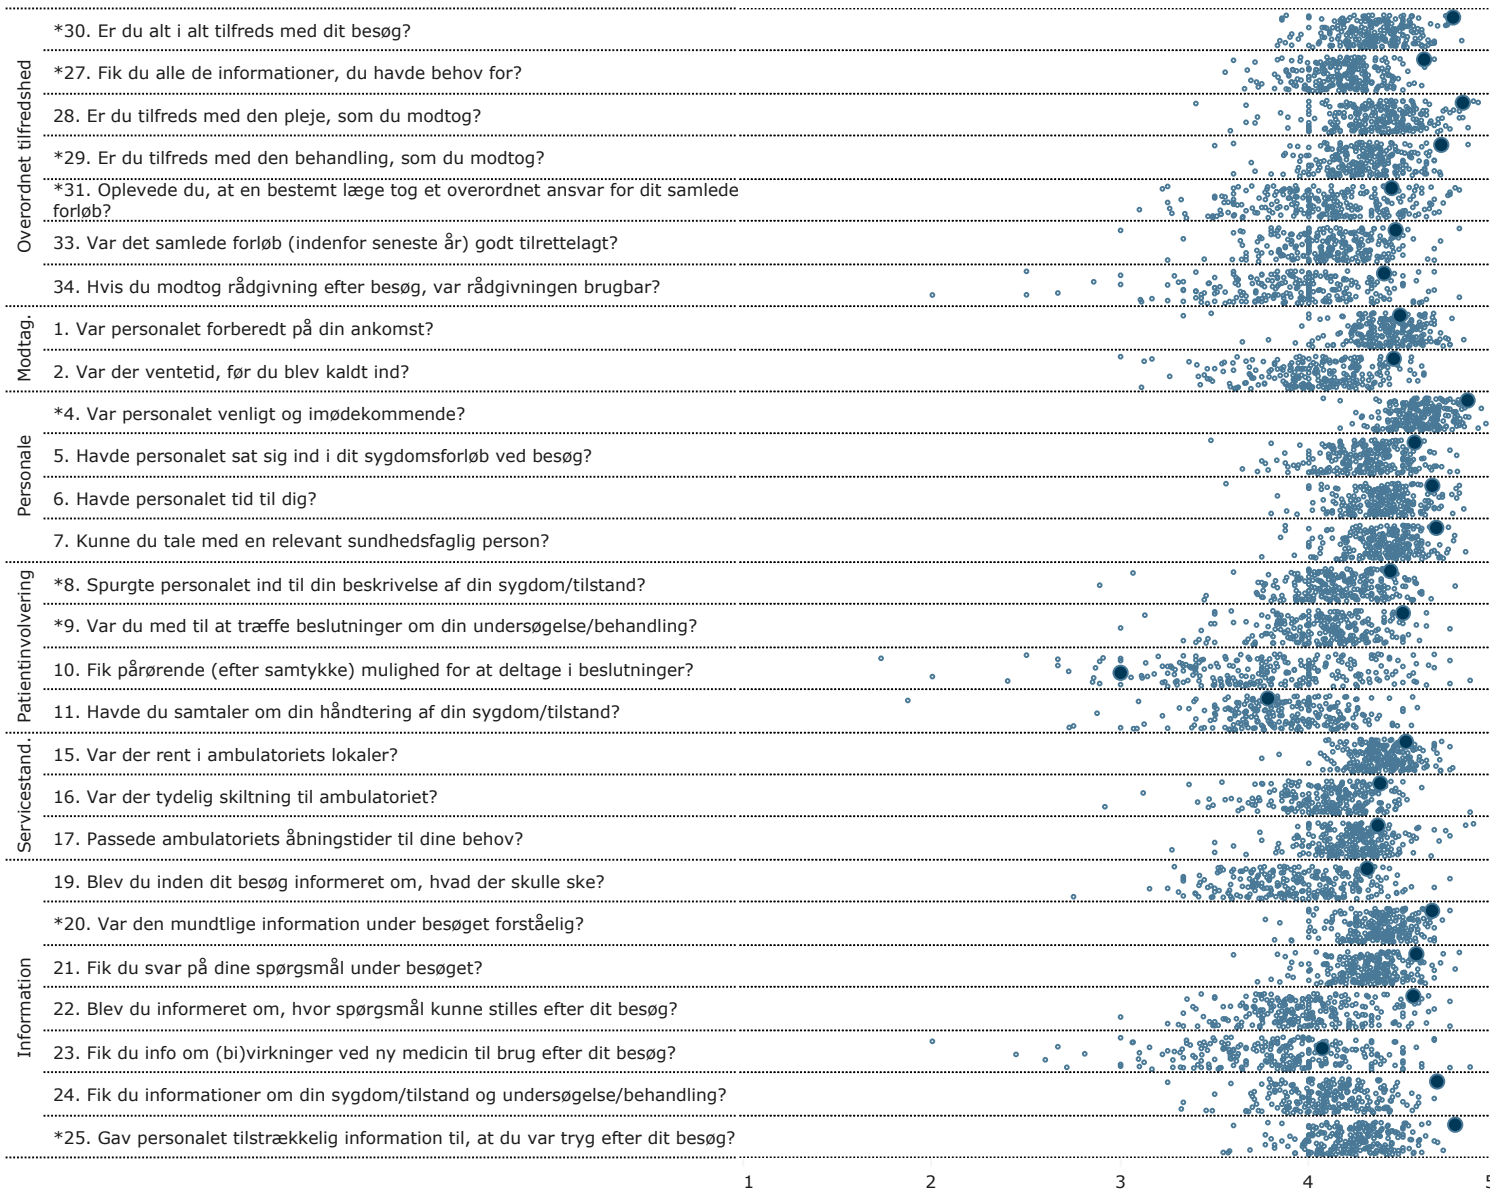 Overordnet tilfredshed
*30. Er du alt i alt tilfreds med dit besøg?
*27. Fik du alle de informationer, du havde behov for?
28. Er du tilfreds med den pleje, som du modtog?
*29. Er du tilfreds med den behandling, som du modtog?
*31. Oplevede du, at en bestemt læge tog et overordnet ansvar for dit samlede
forløb?
33. Var det samlede forløb (indenfor seneste år) godt tilrettelagt?
34. Hvis du modtog rådgivning efter besøg, var rådgivningen brugbar?
Modtag.
1. Var personalet forberedt på din ankomst?
2. Var der ventetid, før du blev kaldt ind?
Personale
*4. Var personalet venligt og imødekommende?
5. Havde personalet sat sig ind i dit sygdomsforløb ved besøg?
6. Havde personalet tid til dig?
7. Kunne du tale med en relevant sundhedsfaglig person?
Patientinvolvering
*8. Spurgte personalet ind til din beskrivelse af din sygdom/tilstand?
*9. Var du med til at træffe beslutninger om din undersøgelse/behandling?
10. Fik pårørende (efter samtykke) mulighed for at deltage i beslutninger?
11. Havde du samtaler om din håndtering af din sygdom/tilstand?
Servicestand.
15. Var der rent i ambulatoriets lokaler?
16. Var der tydelig skiltning til ambulatoriet?
17. Passede ambulatoriets åbningstider til dine behov?
Information
19. Blev du inden dit besøg informeret om, hvad der skulle ske?
*20. Var den mundtlige information under besøget forståelig?
21. Fik du svar på dine spørgsmål under besøget?
22. Blev du informeret om, hvor spørgsmål kunne stilles efter dit besøg?
23. Fik du info om (bi)virkninger ved ny medicin til brug efter dit besøg?
24. Fik du informationer om din sygdom/tilstand og undersøgelse/behandling?
*25. Gav personalet tilstrækkelig information til, at du var tryg efter dit besøg?
1 2 3 4 5